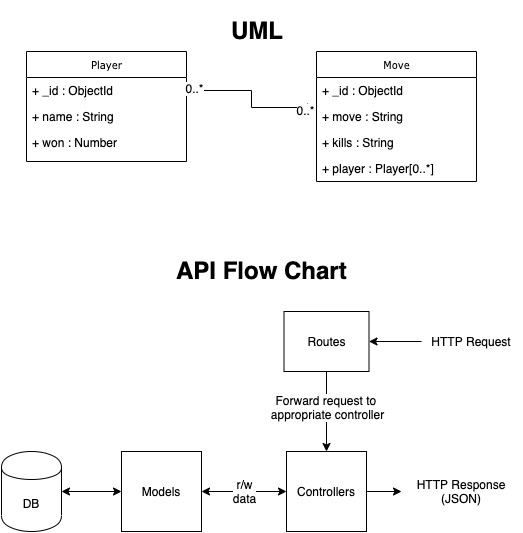 UML
Player
+ _id : ObjectId
+ name : String
+ won : Number
0..*
0..*
Move
+ _id : ObjectId
+ move : String
+ kills : String
+ player : Player[0..*]
API Flow Chart
Routes
HTTP Request
Forward request to
appropriate controller
DB
Models
r/w
data
Controllers
HTTP Response
(JSON)